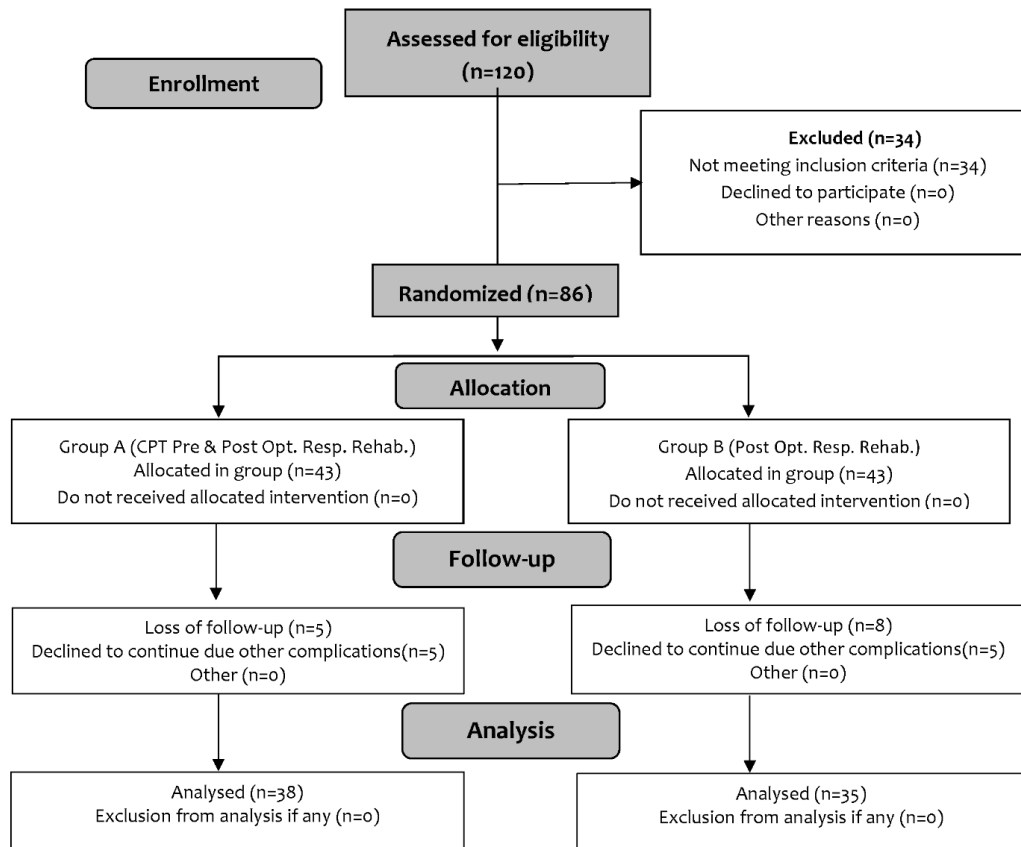 Assessed for eligibility
(n=120)
Enrollment
Excluded (n=34)
Not meeting inclusion criteria (n=34)
Declined to participate (n=0)
Other reasons (n=0)
Randomized (n=86)
Allocation
Group A (CPT Pre & Post Opt. Resp. Rehab.)
Allocated in group (n=43)
Do not received allocated intervention (n=0)
Group B (Post Opt. Resp. Rehab.)
Allocated in group (n=43)
Do not received allocated intervention (n=0)
Follow-up
Loss of follow-up (n=5)
Declined to continue due other complications(n=5)
Other (n=0)
Loss of follow-up (n=8)
Declined to continue due other complications(n=5)
Other (n=0)
Analysis
Analysed (n=38)
Exclusion from analysis if any (n=0)
Analysed (n=35)
Exclusion from analysis if any (n=0)